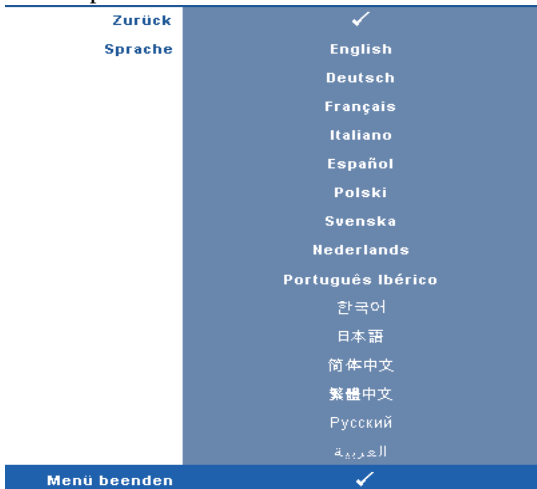 Zurück ✓
Sprache English
Deutsch
Français
Italiano
Español
Polski
Svenska
Nederlands
Português Ibérico
한국어
日本語
简体中文
繁體中文
Русский
العربية
Menü beenden ✓